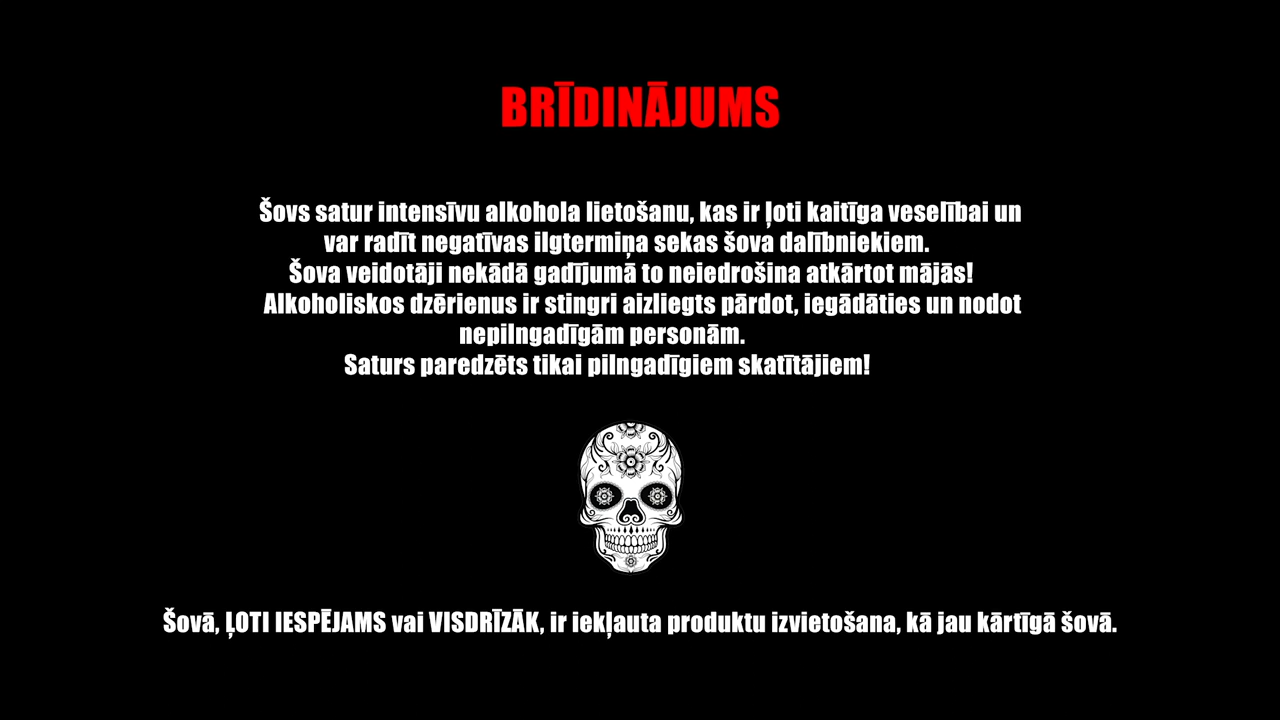 BRĪDINĀJUMS
Šovs satur intensīvu alkohola lietošanu, kas ir ļoti kaitīga veselībai un
var radīt negatīvas ilgtermiņa sekas šova dalībniekiem.
Šova veidotāji nekādā gadījumā to neiedrošina atkārtot mājās!
Alkoholiskos dzērienus ir stingri aizliegts pārdot, iegādāties un nodot
nepilngadīgām personām.
Saturs paredzēts tikai pilngadīgiem skatītājiem!
Šovā, ĻOTI IESPĒJAMS vai VISDRĪZĀK, ir iekļauta produktu izvietošana, kā jau kārtīgā šovā.